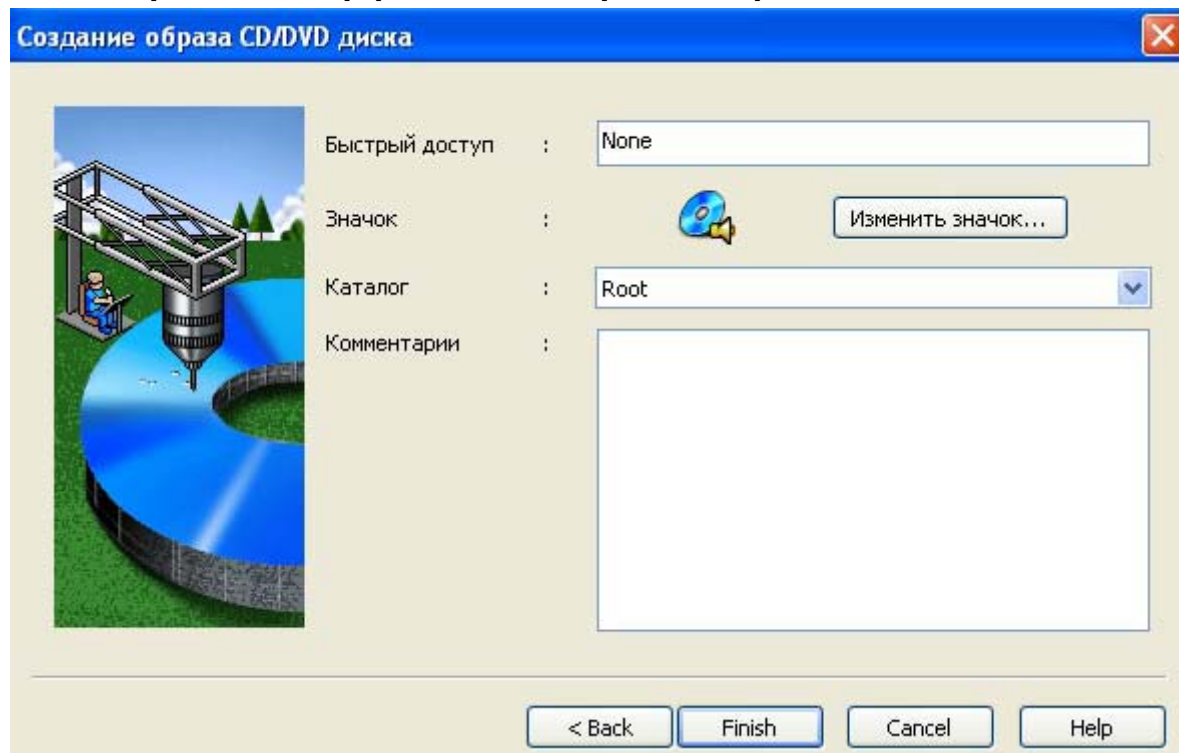 Создание образа CD/DVD диска
Быстрый доступ : None
Значок : Изменить значок...
Каталог : Root
Комментарии :
< Back Finish Cancel Help